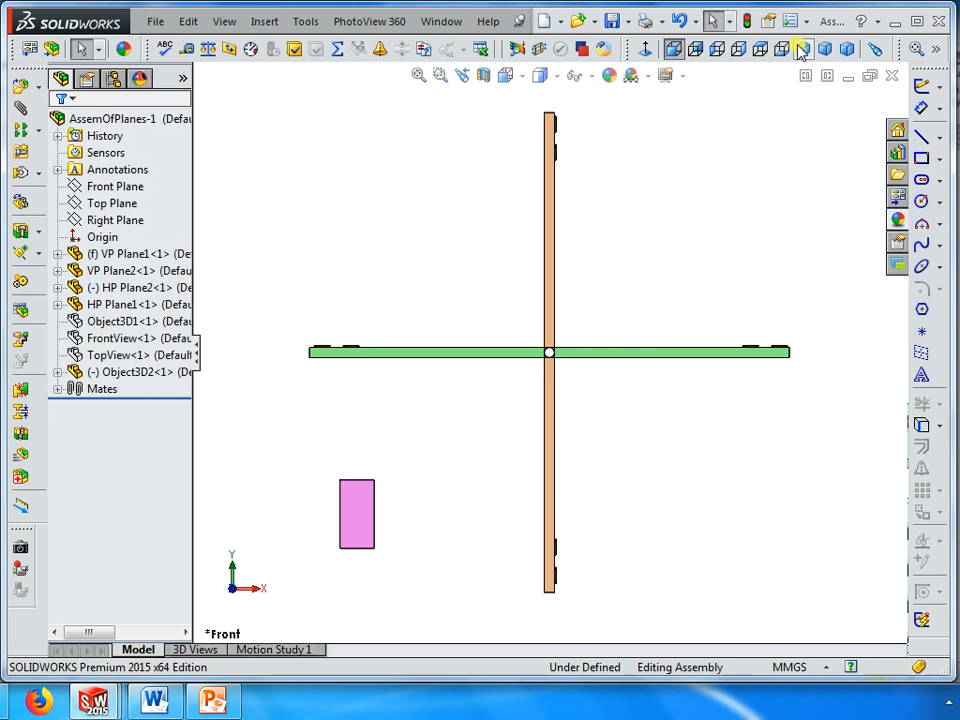 SOLIDWORKS File Edit View Insert Tools PhotoView 360 Window Help Ass... ?
AssemOfPlanes-1 (Defau
History
Sensors
Annotations
Front Plane
Top Plane
Right Plane
Origin
(f) VP Plane1<1> (Def
VP Plane2<1> (Defau
(-) HP Plane2<1> (De
HP Plane1<1> (Defau
Object3D1<1> (Defau
FrontView<1> (Defau
TopView<1> (Default
(-) Object3D2<1> (De
Mates
Y
X
*Front
Model 3D Views Motion Study 1
SOLIDWORKS Premium 2015 x64 Edition Under Defined Editing Assembly MMGS
SW 2015 W P